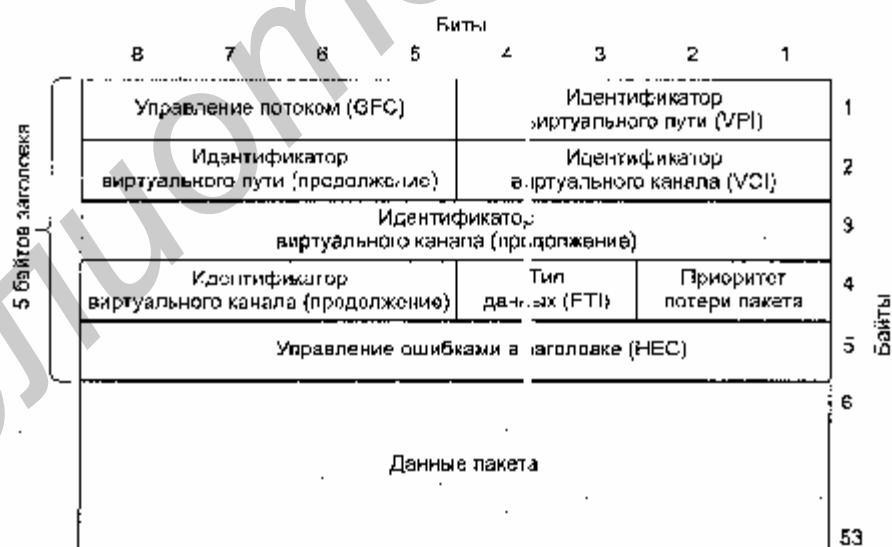 Биты
8 7 6 5 4 3 2 1
Управление потоком (GFC)
Идентификатор
виртуального пути (VPI)
1
Идентификатор
виртуального пути (продолжение)
Идентификатор
виртуального канала (VCI)
2
Идентификатор
виртуального канала (продолжение)
3
Идентификатор
виртуального канала (продолжение)
Тип
данных (PTI)
Приоритет
потери пакета
4
Управление ошибками в заголовке (HEC)
5
5 байтов заголовка
Байты
6
Данные пакета
53